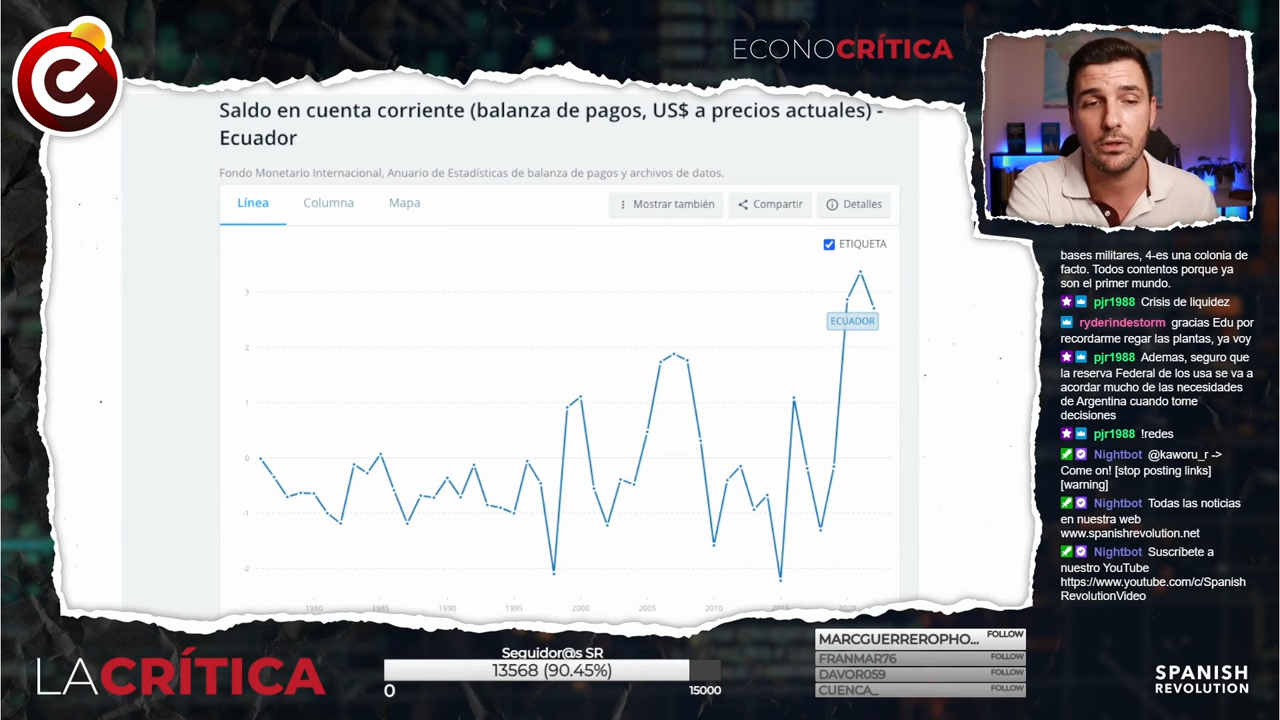 ECONOCRÍTICA
Saldo en cuenta corriente (balanza de pagos, US$ a precios actuales) -
Ecuador
Fondo Monetario Internacional, Anuario de Estadísticas de balanza de pagos y archivos de datos.
Línea
Columna
Mapa
Mostrar también
Compartir
Detalles
ETIQUETA
ECUADOR
3
2
1
0
-1
-2
1980
1985
1990
1995
2000
2005
2010
2015
2020
bases militares, 4-es una colonia de
facto. Todos contentos porque ya
son el primer mundo.
pjr1988 Crisis de liquidez
ryderindestorm gracias Edu por
recordarme regar las plantas, ya voy
pjr1988 Ademas, seguro que
la reserva Federal de los usa se va a
acordar mucho de las necesidades
de Argentina cuando tome
decisiones
pjr1988 !redes
Nightbot @kaworu_r ->
Come on! [stop posting links]
[warning]
Nightbot Todas las noticias
en nuestra web
www.spanishrevolution.net
Nightbot Suscríbete a
nuestro YouTube
https://www.youtube.com/c/Spanish
RevolutionVideo
LACRÍTICA
Seguidor@s SR
13568 (90.45%)
0
15000
MARCGUERREROPHO... FOLLOW
FRANMAR76 FOLLOW
DAVOR059 FOLLOW
CUENCA_ FOLLOW
SPANISH
REVOLUTION